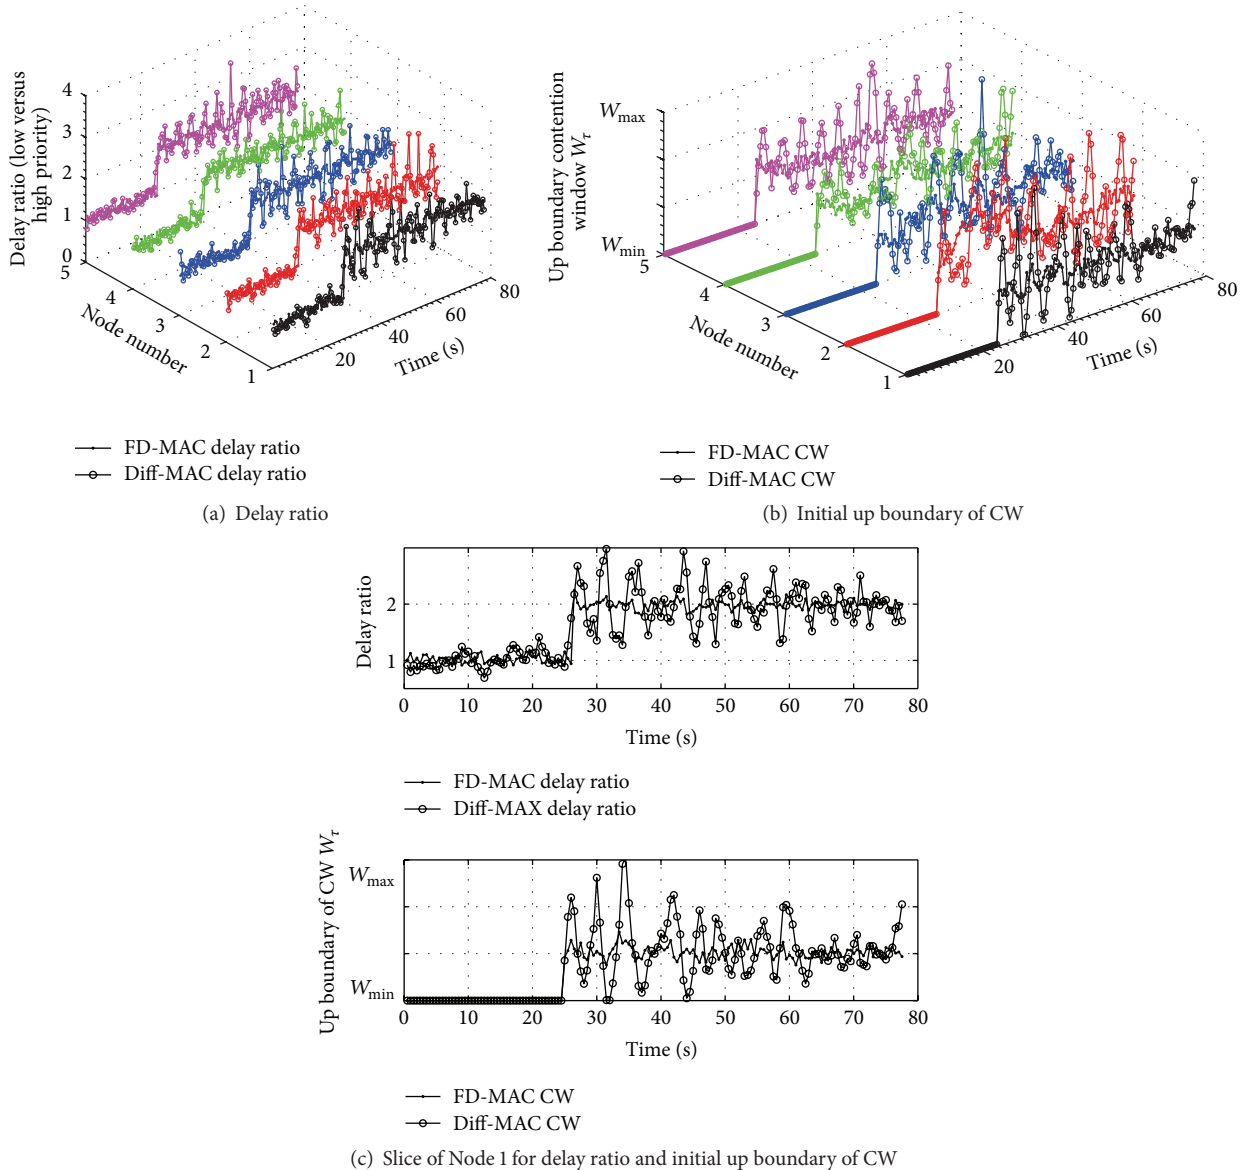 Delay ratio (low versus
high priority)
4
3
2
1
0
5
4
3
2
1
Node number
20
40
60
80
Time (s)
FD-MAC delay ratio
Diff-MAC delay ratio
(a) Delay ratio
Up boundary contention
window Wτ
Wmax
Wmin
5
4
3
2
1
Node number
20
40
60
80
Time (s)
FD-MAC CW
Diff-MAC CW
(b) Initial up boundary of CW
Delay ratio
2
1
0 10 20 30 40 50 60 70 80
Time (s)
FD-MAC delay ratio
Diff-MAX delay ratio
Up boundary of CW Wτ
Wmax
Wmin
0 10 20 30 40 50 60 70 80
Time (s)
FD-MAC CW
Diff-MAC CW
(c) Slice of Node 1 for delay ratio and initial up boundary of CW